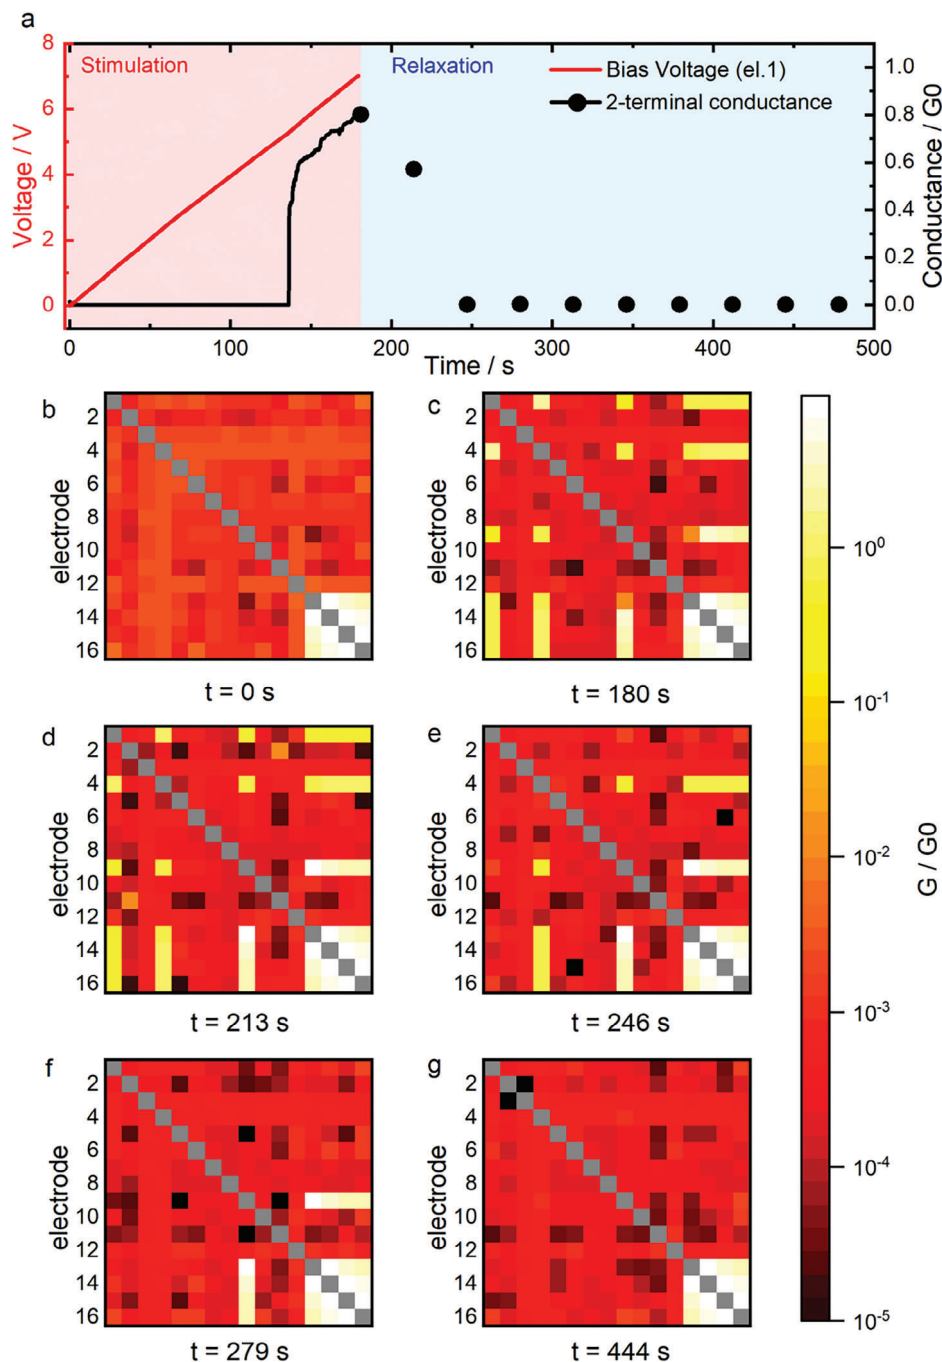 a
8
6
4
2
0
Voltage / V
Stimulation
Relaxation
Bias Voltage (el.1)
2-terminal conductance
1.0
0.8
0.6
0.4
0.2
0.0
Conductance / G0
0 100 200 300 400 500
Time / s
b
2
4
6
8
10
12
14
16
electrode
t = 0 s
c
2
4
6
8
10
12
14
16
electrode
t = 180 s
d
2
4
6
8
10
12
14
16
electrode
t = 213 s
e
2
4
6
8
10
12
14
16
electrode
t = 246 s
f
2
4
6
8
10
12
14
16
electrode
t = 279 s
g
2
4
6
8
10
12
14
16
electrode
t = 444 s
10⁰
10⁻¹
10⁻²
10⁻³
10⁻⁴
10⁻⁵
G / G0